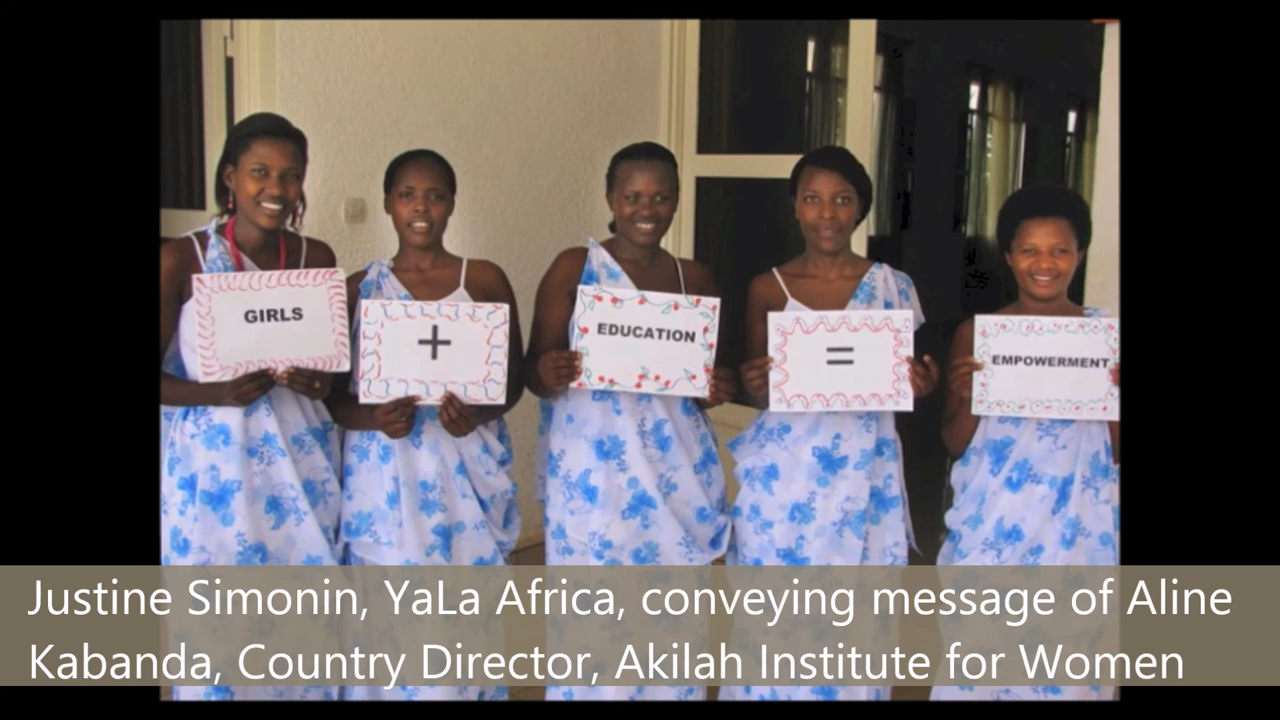 GIRLS
+
EDUCATION
=
EMPOWERMENT
Justine Simonin, YaLa Africa, conveying message of Aline
Kabanda, Country Director, Akilah Institute for Women